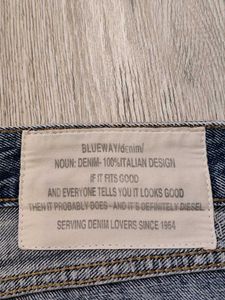 BLUEWAY/denim/
NOUN: DENIM- 100%ITALIAN DESIGN
IF IT FITS GOOD
AND EVERYONE TELLS YOU IT LOOKS GOOD
THEN IT PROBABLY DOES - AND IT'S DEFINITELY DIESEL
SERVING DENIM LOVERS SINCE 1964